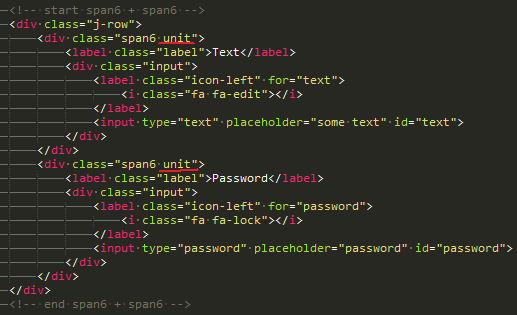 <!-- start span6 + span6 -->
<div class="j-row">
<div class="span6 unit">
<label class="label">Text</label>
<div class="input">
<label class="icon-left" for="text">
<i class="fa fa-edit"></i>
</label>
<input type="text" placeholder="some text" id="text">
</div>
</div>
<div class="span6 unit">
<label class="label">Password</label>
<div class="input">
<label class="icon-left" for="password">
<i class="fa fa-lock"></i>
</label>
<input type="password" placeholder="password" id="password">
</div>
</div>
</div>
<!-- end span6 + span6 -->